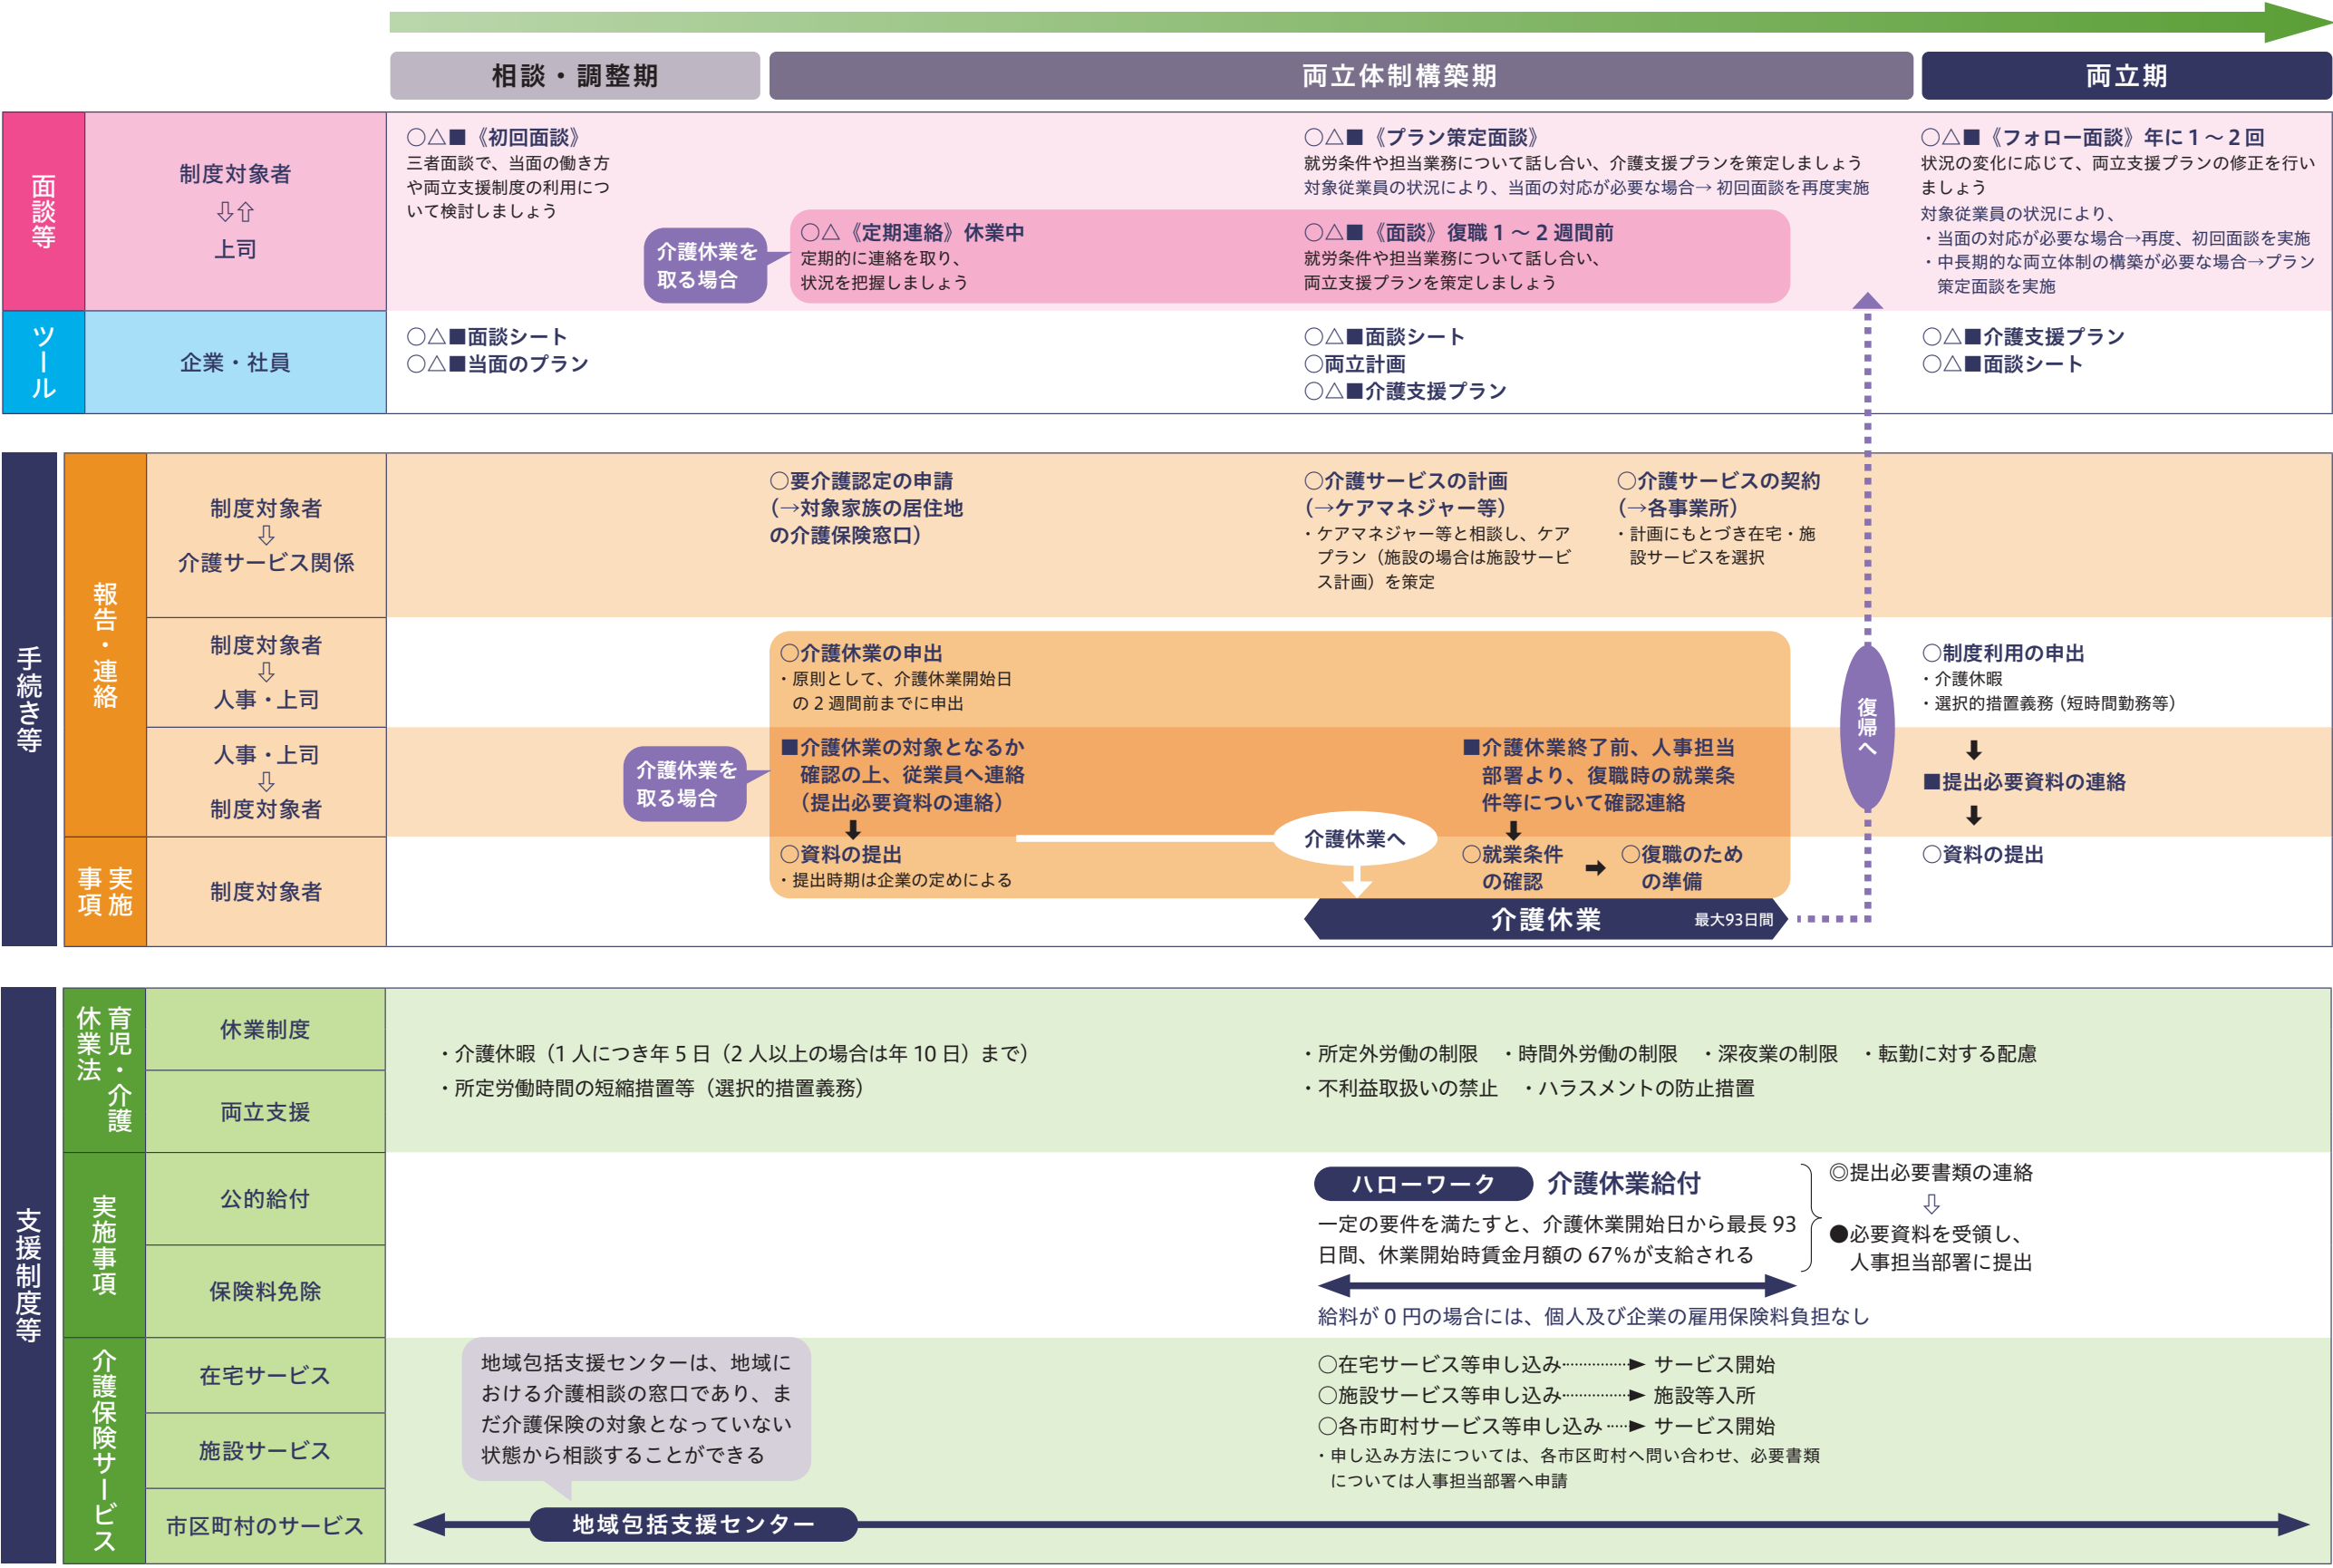 相談・調整期
両立体制構築期
両立期
面談等
制度対象者
⇩⇧
上司
○△■《初回面談》
三者面談で、当面の働き方
や両立支援制度の利用につ
いて検討しましょう
介護休業を
取る場合
○△《定期連絡》休業中
定期的に連絡を取り、
状況を把握しましょう
○△■《プラン策定面談》
就労条件や担当業務について話し合い、介護支援プランを策定しましょう
対象従業員の状況により、当面の対応が必要な場合→ 初回面談を再度実施
○△■《面談》復職 1 ～ 2 週間前
就労条件や担当業務について話し合い、
両立支援プランを策定しましょう
○△■《フォロー面談》年に 1 ～ 2 回
状況の変化に応じて、両立支援プランの修正を行い
ましょう
対象従業員の状況により、
・当面の対応が必要な場合→再度、初回面談を実施
・中長期的な両立体制の構築が必要な場合→プラン
策定面談を実施
ツール
企業・社員
○△■面談シート
○△■当面のプラン
○△■面談シート
○両立計画
○△■介護支援プラン
○△■介護支援プラン
○△■面談シート
手続き等
報告・連絡
制度対象者
⇩
介護サービス関係
○要介護認定の申請
（→対象家族の居住地
の介護保険窓口）
○介護サービスの計画
（→ケアマネジャー等）
・ケアマネジャー等と相談し、ケア
プラン（施設の場合は施設サービ
ス計画）を策定
○介護サービスの契約
（→各事業所）
・計画にもとづき在宅・施
設サービスを選択
制度対象者
⇩
人事・上司
○介護休業の申出
・原則として、介護休業開始日
の 2 週間前までに申出
復帰へ
○制度利用の申出
・介護休暇
・選択的措置義務（短時間勤務等）
人事・上司
⇩
制度対象者
介護休業を
取る場合
■介護休業の対象となるか
確認の上、従業員へ連絡
（提出必要資料の連絡）
■介護休業終了前、人事担当
部署より、復職時の就業条
件等について確認連絡
■提出必要資料の連絡
介護休業へ
実施
事項
制度対象者
○資料の提出
・提出時期は企業の定めによる
○就業条件
の確認
○復職のため
の準備
○資料の提出
介護休業
最大93日間
支援制度等
育児・介護
休業法
休業制度
両立支援
・介護休暇（1 人につき年 5 日（2 人以上の場合は年 10 日）まで）
・所定労働時間の短縮措置等（選択的措置義務）
・所定外労働の制限 ・時間外労働の制限 ・深夜業の制限 ・転勤に対する配慮
・不利益取扱いの禁止 ・ハラスメントの防止措置
実施事項
公的給付
保険料免除
ハローワーク 介護休業給付
一定の要件を満たすと、介護休業開始日から最長 93
日間、休業開始時賃金月額の 67%が支給される
給料が 0 円の場合には、個人及び企業の雇用保険料負担なし
◎提出必要書類の連絡
⇩
●必要資料を受領し、
人事担当部署に提出
介護保険サービス
在宅サービス
施設サービス
市区町村のサービス
地域包括支援センターは、地域に
おける介護相談の窓口であり、ま
だ介護保険の対象となっていない
状態から相談することができる
地域包括支援センター
○在宅サービス等申し込み サービス開始
○施設サービス等申し込み 施設等入所
○各市町村サービス等申し込み サービス開始
・申し込み方法については、各市区町村へ問い合わせ、必要書類
については人事担当部署へ申請